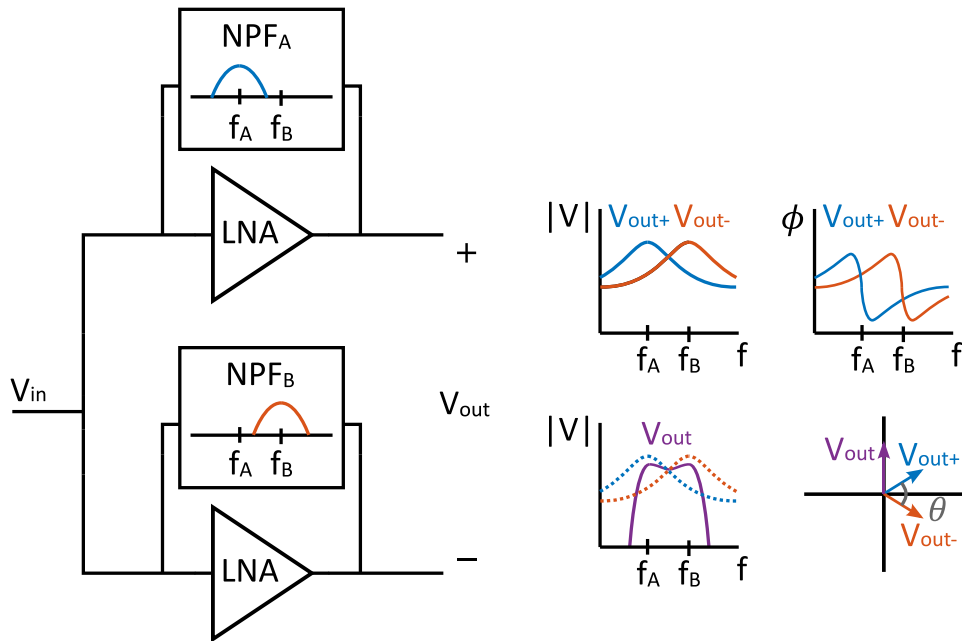 NPFA
fA fB
LNA
+
Vin
NPFB
fA fB
Vout
LNA
−
|V| Vout+ Vout-
fA fB f
ϕ Vout+ Vout-
fA fB f
|V| Vout
fA fB f
Vout Vout+
θ
Vout-